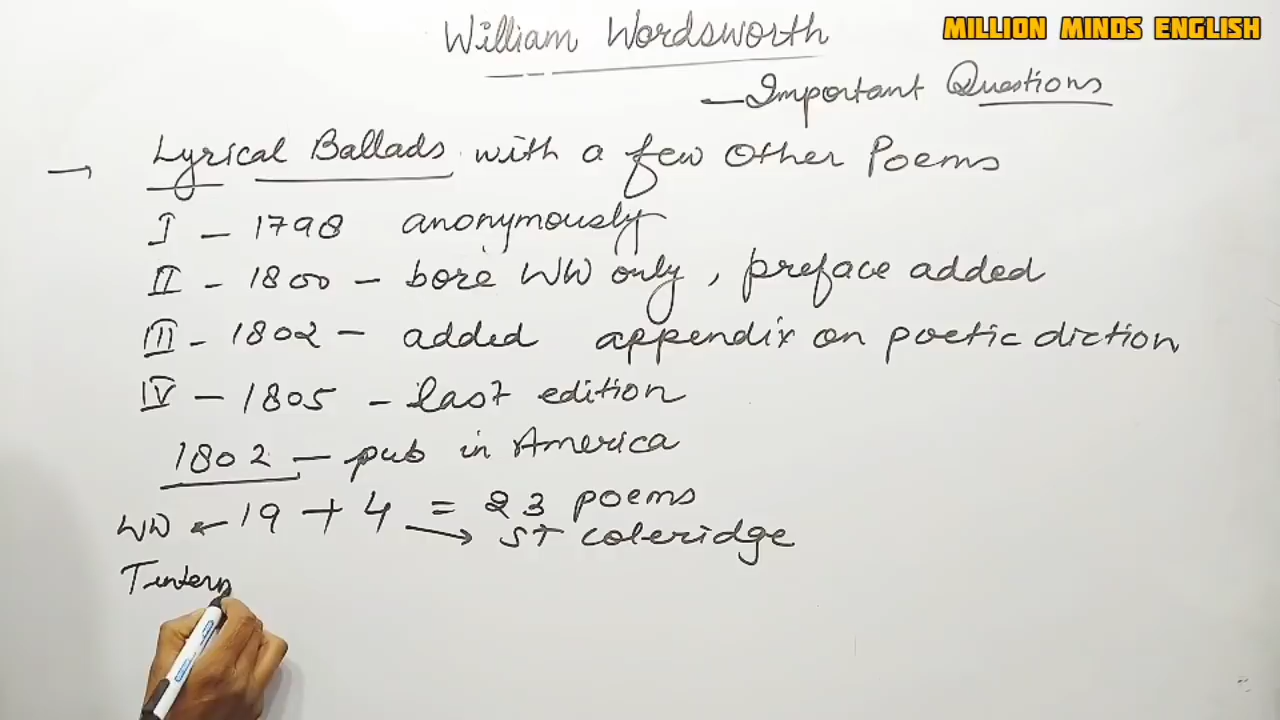 William Wordsworth
MILLION MINDS ENGLISH
— Important Questions
→ Lyrical Ballads with a few Other Poems
I - 1798 anonymously
II - 1800 - bore WW only, preface added
III - 1802 - added appendix on poetic diction
IV - 1805 - last edition
1802 - pub in America
WW ← 19 + 4 = 23 poems
→ ST coleridge
Tintern